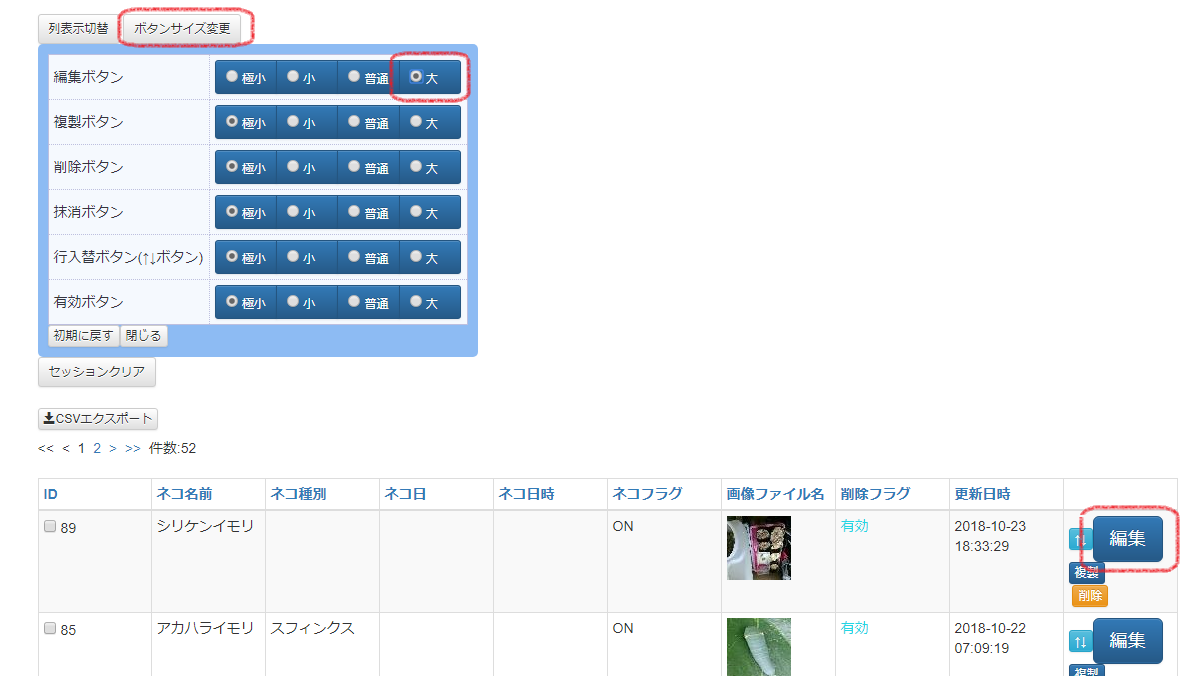 列表示切替 ボタンサイズ変更
編集ボタン 極小 小 普通 大
複製ボタン 極小 小 普通 大
削除ボタン 極小 小 普通 大
抹消ボタン 極小 小 普通 大
行入替ボタン(↑↓ボタン) 極小 小 普通 大
有効ボタン 極小 小 普通 大
初期に戻す 閉じる
セッションクリア
CSVエクスポート
<< < 1 2 > >> 件数:52
ID ネコ名前 ネコ種別 ネコ日 ネコ日時 ネコフラグ 画像ファイル名 削除フラグ 更新日時
89 シリケンイモリ ON 有効 2018-10-23
18:33:29 ↑↓ 編集
複製
削除
85 アカハライモリ スフィンクス ON 有効 2018-10-22
07:09:19 ↑↓ 編集
複製